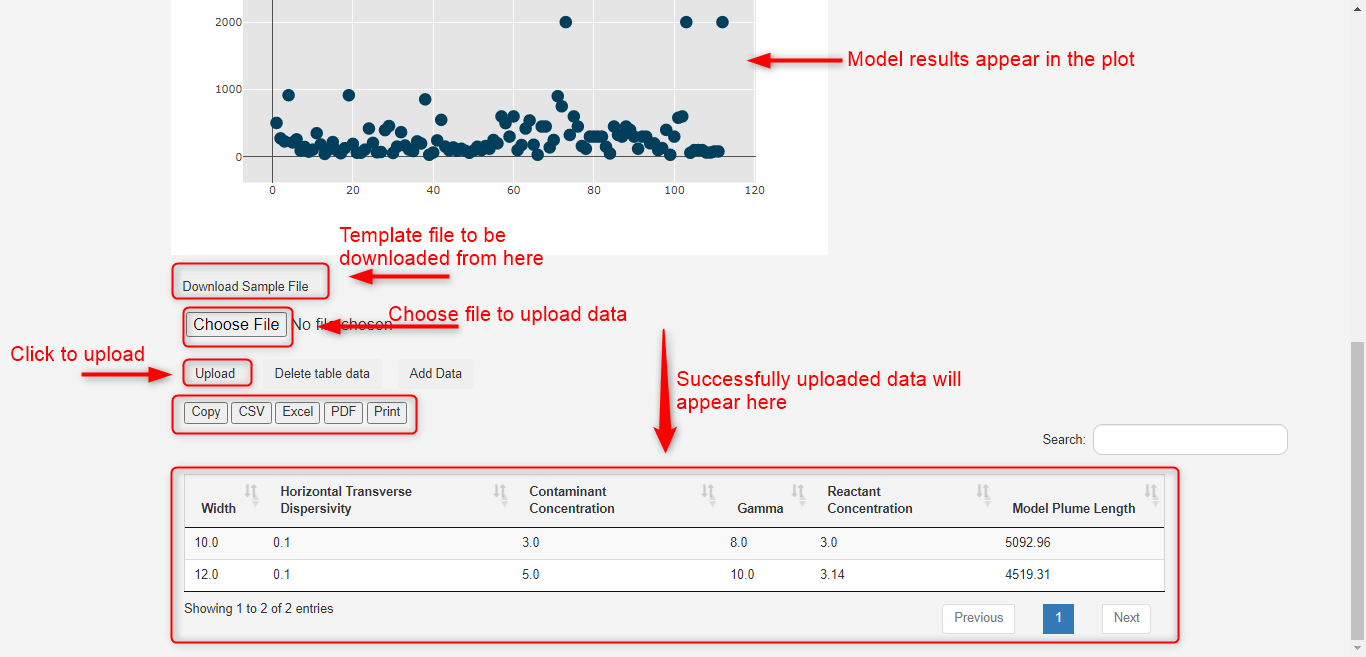 2000
Model results appear in the plot
1000
0
0 20 40 60 80 100 120
Template file to be
downloaded from here
Download Sample File
Choose file to upload data
Choose File No file chosen
Click to upload
Upload Delete table data Add Data
Successfully uploaded data will
appear here
Copy CSV Excel PDF Print
Search:
Width Horizontal Transverse Dispersivity Contaminant Concentration Gamma Reactant Concentration Model Plume Length
10.0 0.1 3.0 8.0 3.0 5092.96
12.0 0.1 5.0 10.0 3.14 4519.31
Showing 1 to 2 of 2 entries
Previous 1 Next